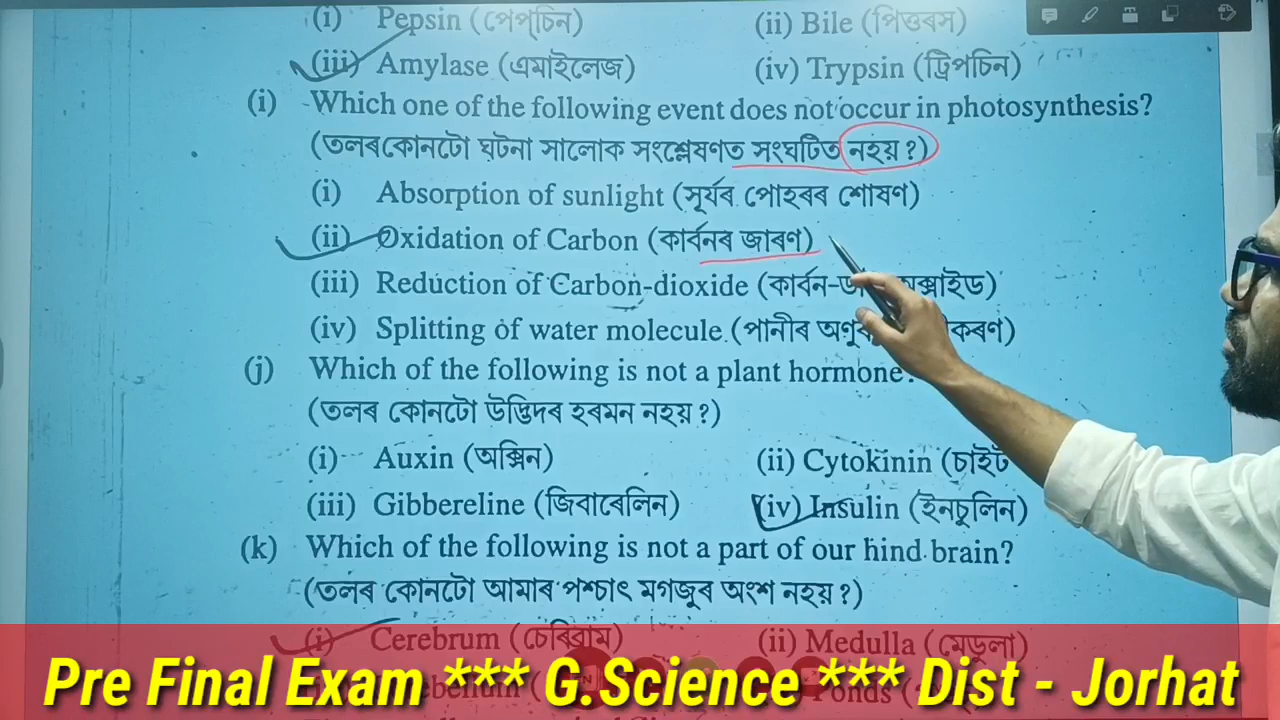 (i) Pepsin (পেপ্‌চিন) (ii) Bile (পিত্তৰস)
(iii) Amylase (এমাইলেজ) (iv) Trypsin (ট্ৰিপচিন)
(i) Which one of the following event does not occur in photosynthesis?
(তলৰকোনটো ঘটনা সালোক সংশ্লেষণত সংঘটিত নহয়?)
(i) Absorption of sunlight (সূৰ্যৰ পোহৰৰ শোষণ)
(ii) Oxidation of Carbon (কাৰ্বনৰ জাৰণ)
(iii) Reduction of Carbon-dioxide (কাৰ্বন-
(iv) Splitting of water molecule (পানীৰ
(j) Which of the following is not a plant hormone?
(তলৰ কোনটো উদ্ভিদৰ হৰমন নহয়?)
(i) Auxin (অক্সিন) (ii) Cytokinin (চাইট
(iii) Gibbereline (জিবাৰেলিন) (iv) Insulin (ইনচুলিন)
(k) Which of the following is not a part of our hind brain?
(তলৰ কোনটো আমাৰ পশ্চাৎ মগজুৰ অংশ নহয়?)
(i) Cerebrum (চেৰিব্ৰাম) (ii) Medulla (মেডুলা)
Pre Final Exam *** G.Science *** Dist - Jorhat